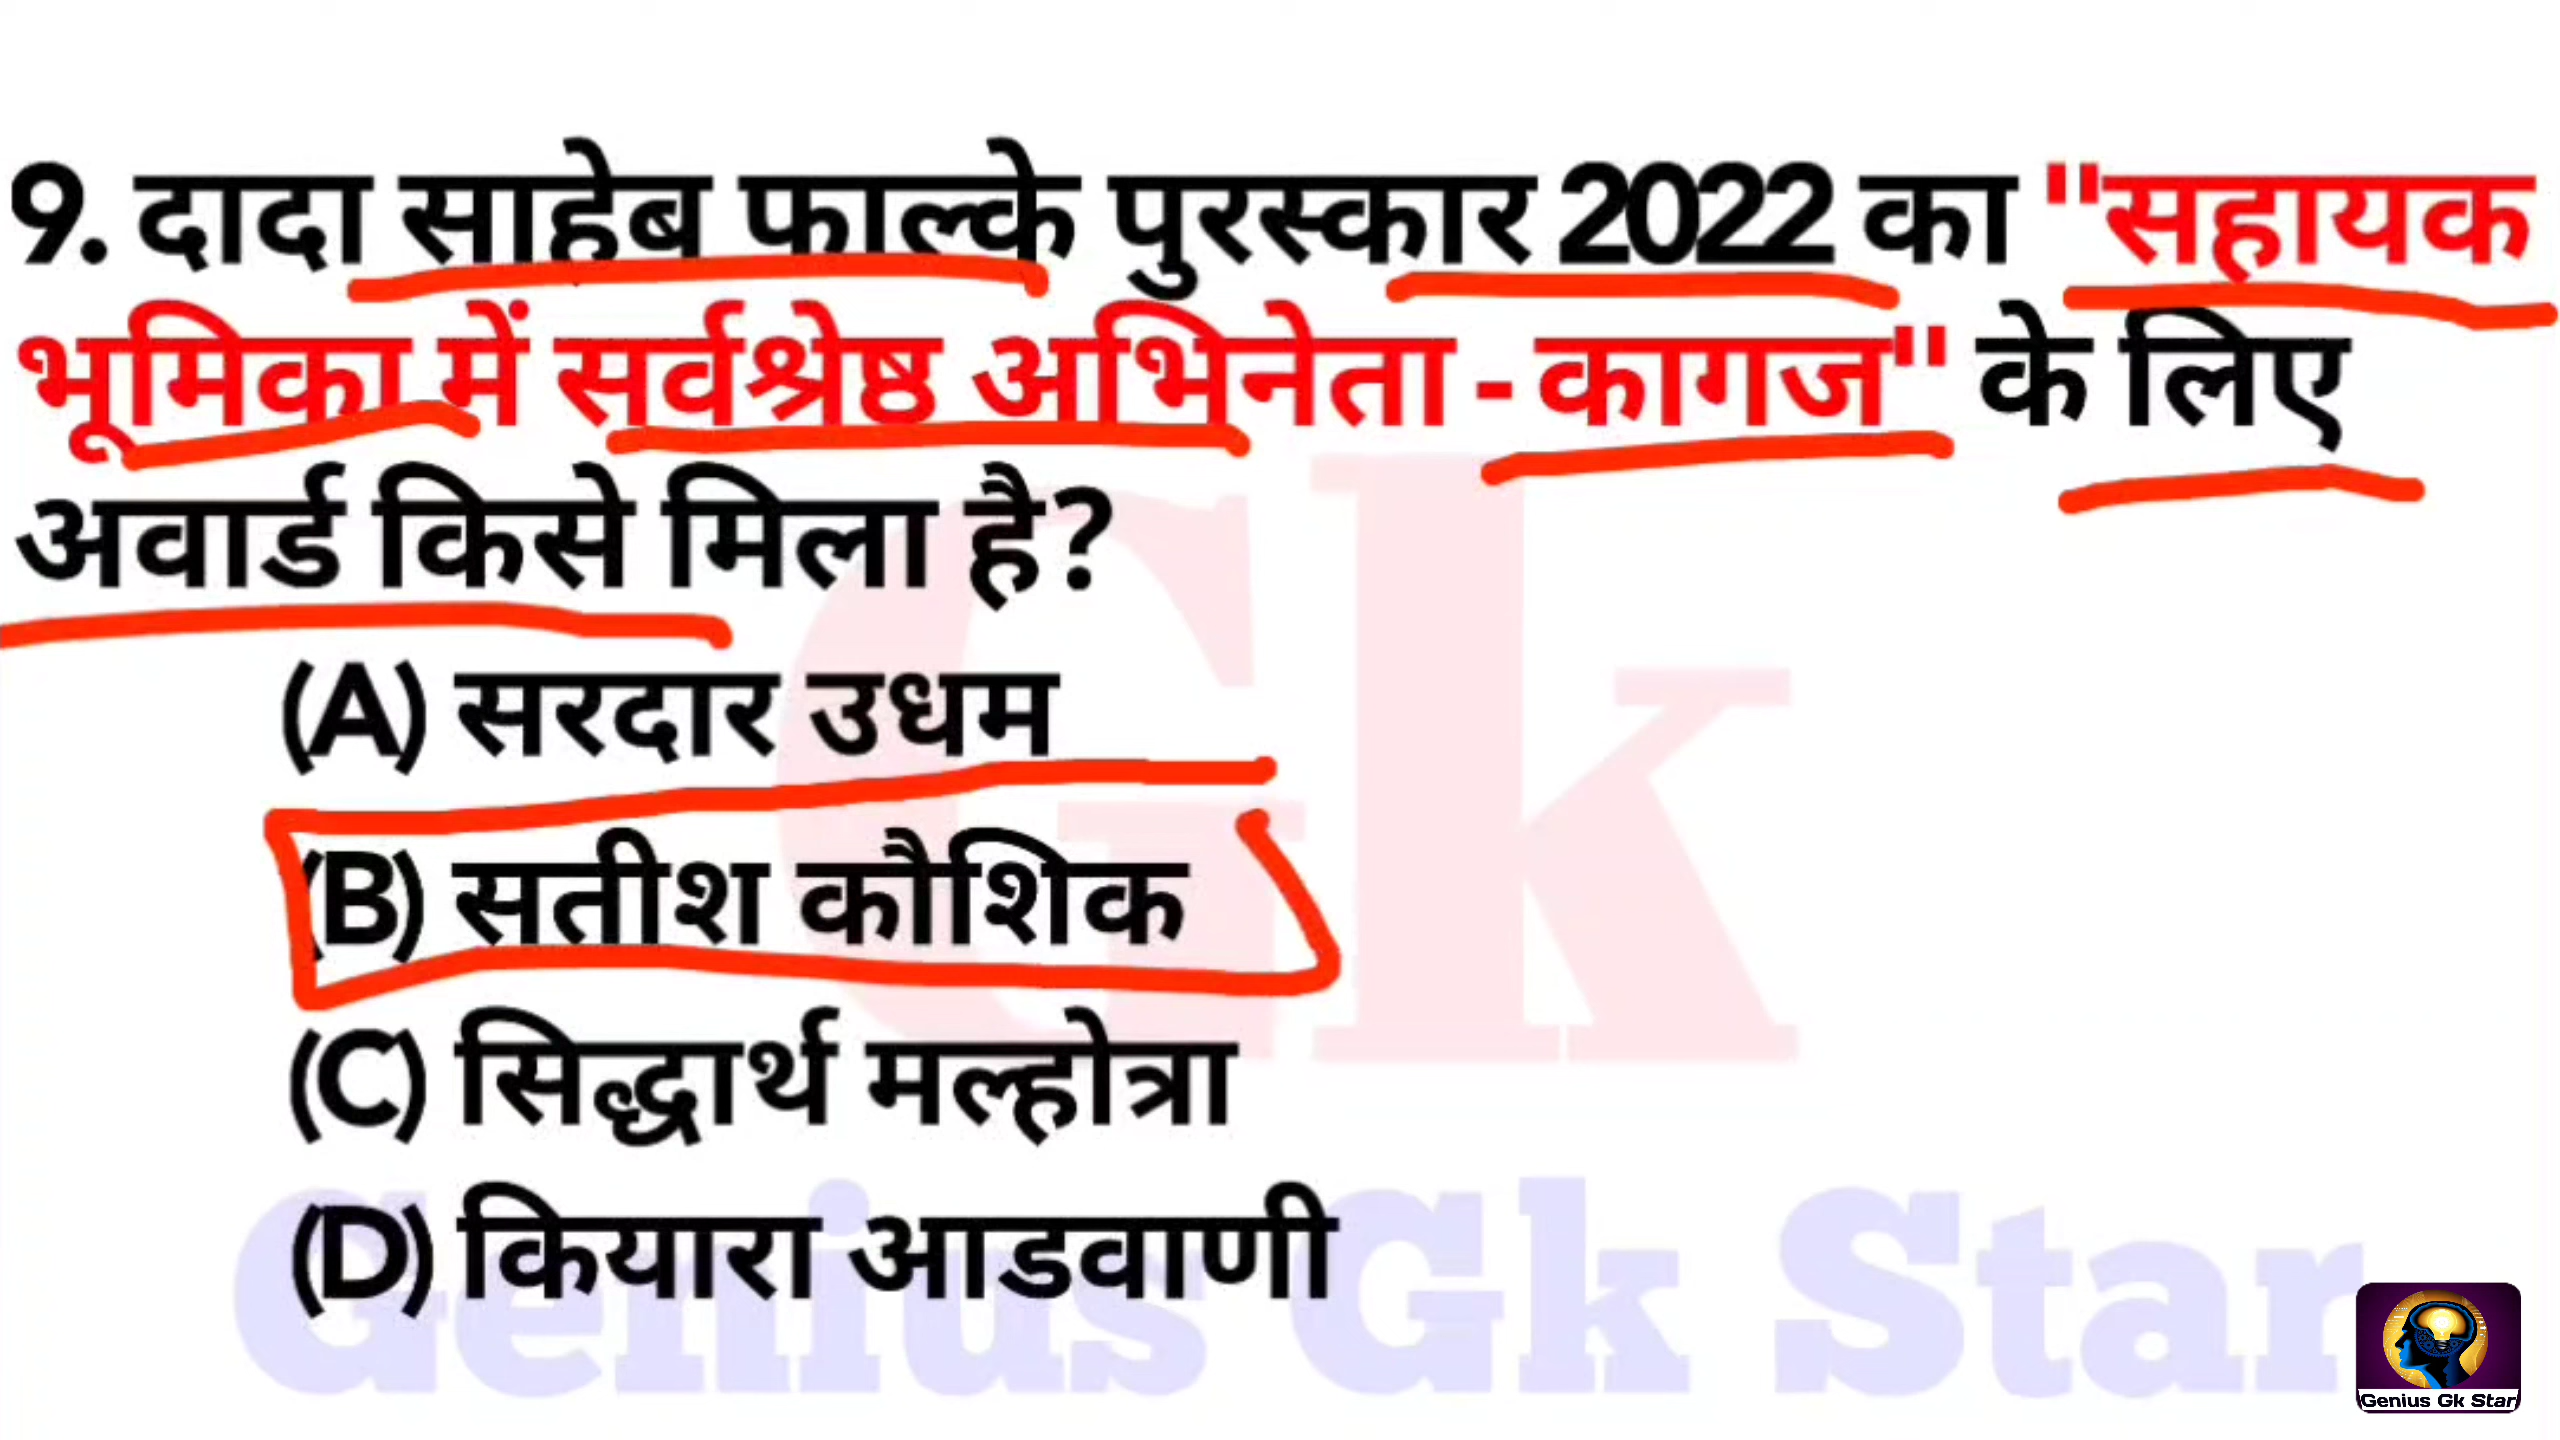 9. दादा साहेब फाल्के पुरस्कार 2022 का "सहायक
भूमिका में सर्वश्रेष्ठ अभिनेता - कागज" के लिए
अवार्ड किसे मिला है?
(A) सरदार उधम
(B) सतीश कौशिक
(C) सिद्धार्थ मल्होत्रा
(D) कियारा आडवाणी
Gk
Genius Gk Star
Genius Gk Star